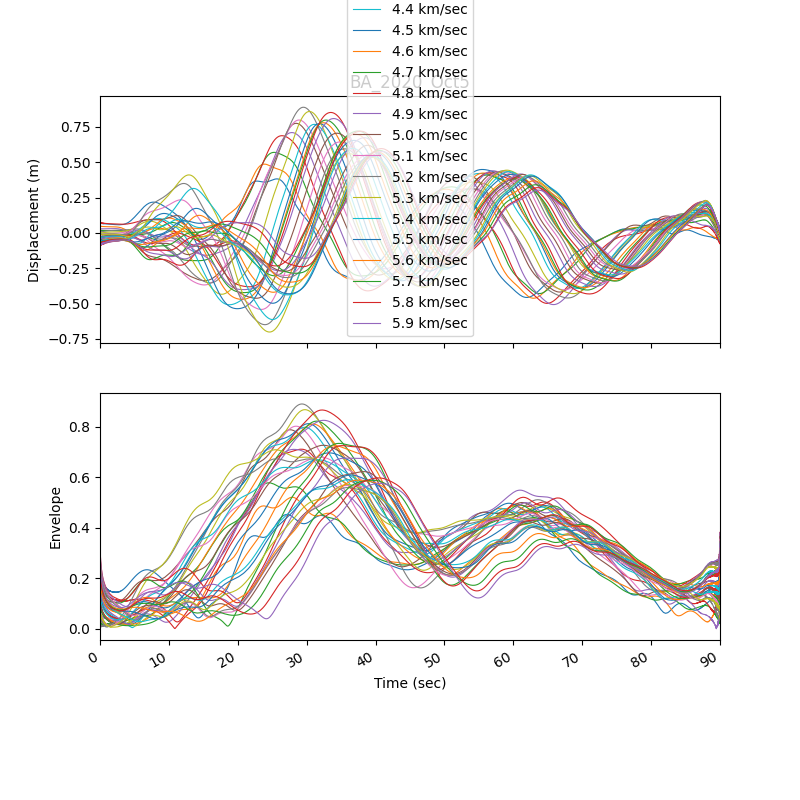 4.4 km/sec
4.5 km/sec
4.6 km/sec
4.7 km/sec
BA_2020_Oct5
4.8 km/sec
4.9 km/sec
5.0 km/sec
5.1 km/sec
5.2 km/sec
5.3 km/sec
5.4 km/sec
5.5 km/sec
5.6 km/sec
5.7 km/sec
5.8 km/sec
5.9 km/sec
Displacement (m)
0.75
0.50
0.25
0.00
−0.25
−0.50
−0.75
Envelope
0.8
0.6
0.4
0.2
0.0
0 10 20 30 40 50 60 70 80 90
Time (sec)